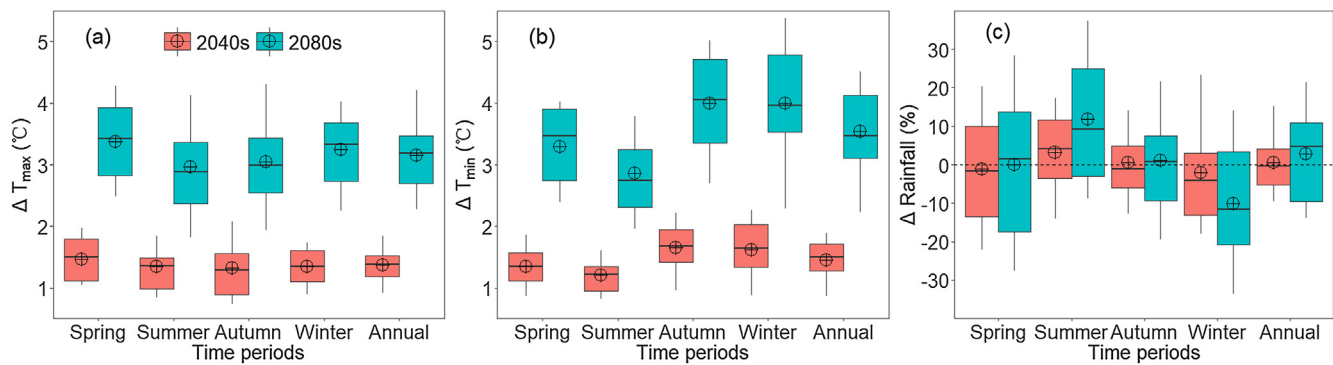 (a)
2040s 2080s
5
4
3
2
1
Δ Tmax (℃)
Spring Summer Autumn Winter Annual
Time periods
(b)
5
4
3
2
1
Δ Tmin (℃)
Spring Summer Autumn Winter Annual
Time periods
(c)
30
20
10
0
-10
-20
-30
Δ Rainfall (%)
Spring Summer Autumn Winter Annual
Time periods